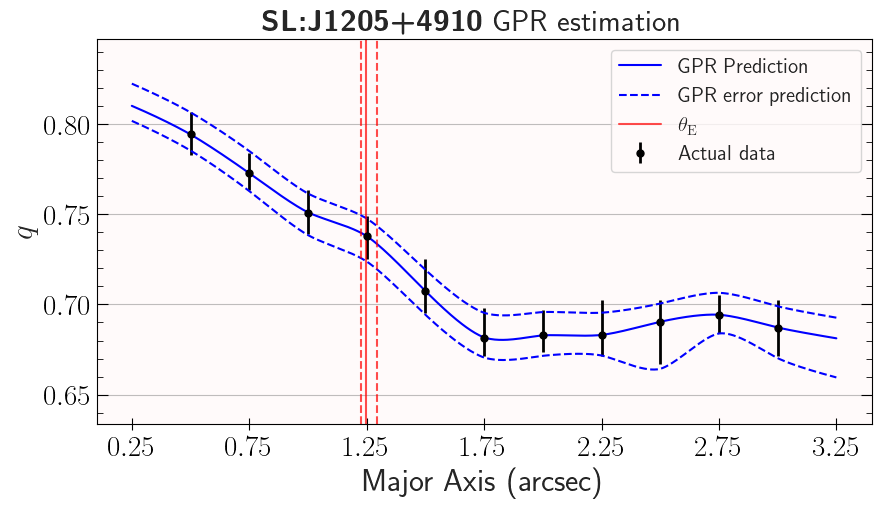 SL:J1205+4910 GPR estimation
GPR Prediction
GPR error prediction
θE
Actual data
0.80
0.75
0.70
0.65
q
0.25 0.75 1.25 1.75 2.25 2.75 3.25
Major Axis (arcsec)